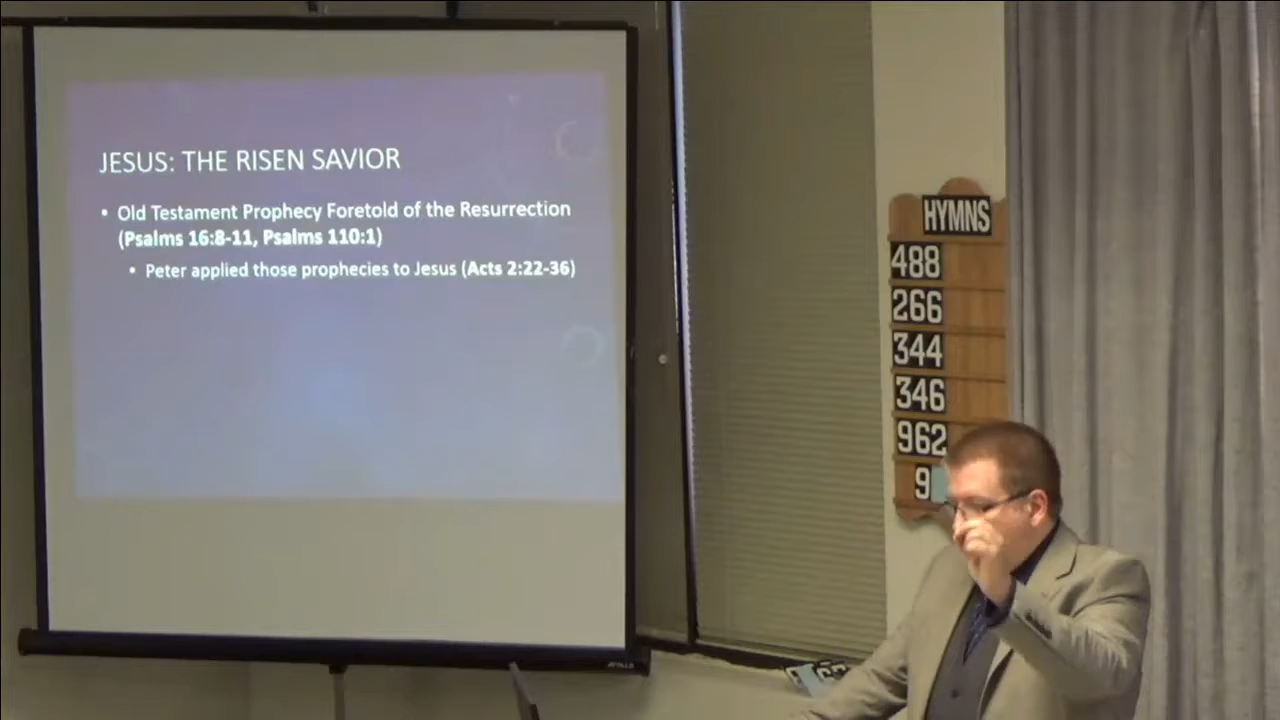 JESUS: THE RISEN SAVIOR
• Old Testament Prophecy Foretold of the Resurrection
(Psalms 16:8-11, Psalms 110:1)
• Peter applied those prophecies to Jesus (Acts 2:22-36)
HYMNS
488
266
344
346
962
9